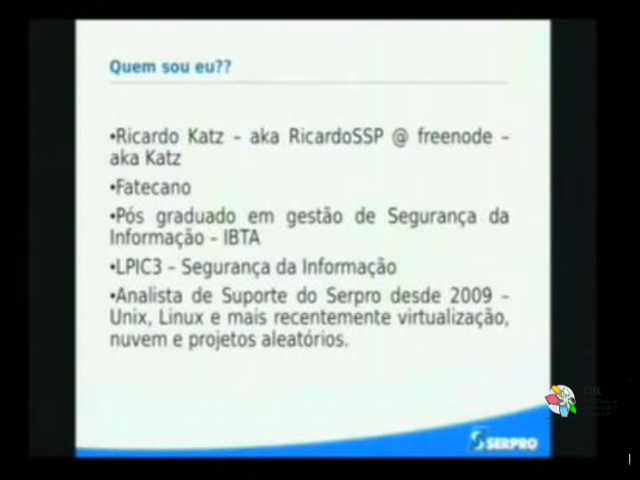 Quem sou eu??
•Ricardo Katz – aka RicardoSSP @ freenode –
aka Katz
•Fatecano
•Pós graduado em gestão de Segurança da
Informação – IBTA
•LPIC3 – Segurança da Informação
•Analista de Suporte do Serpro desde 2009 –
Unix, Linux e mais recentemente virtualização,
nuvem e projetos aleatórios.
SERPRO